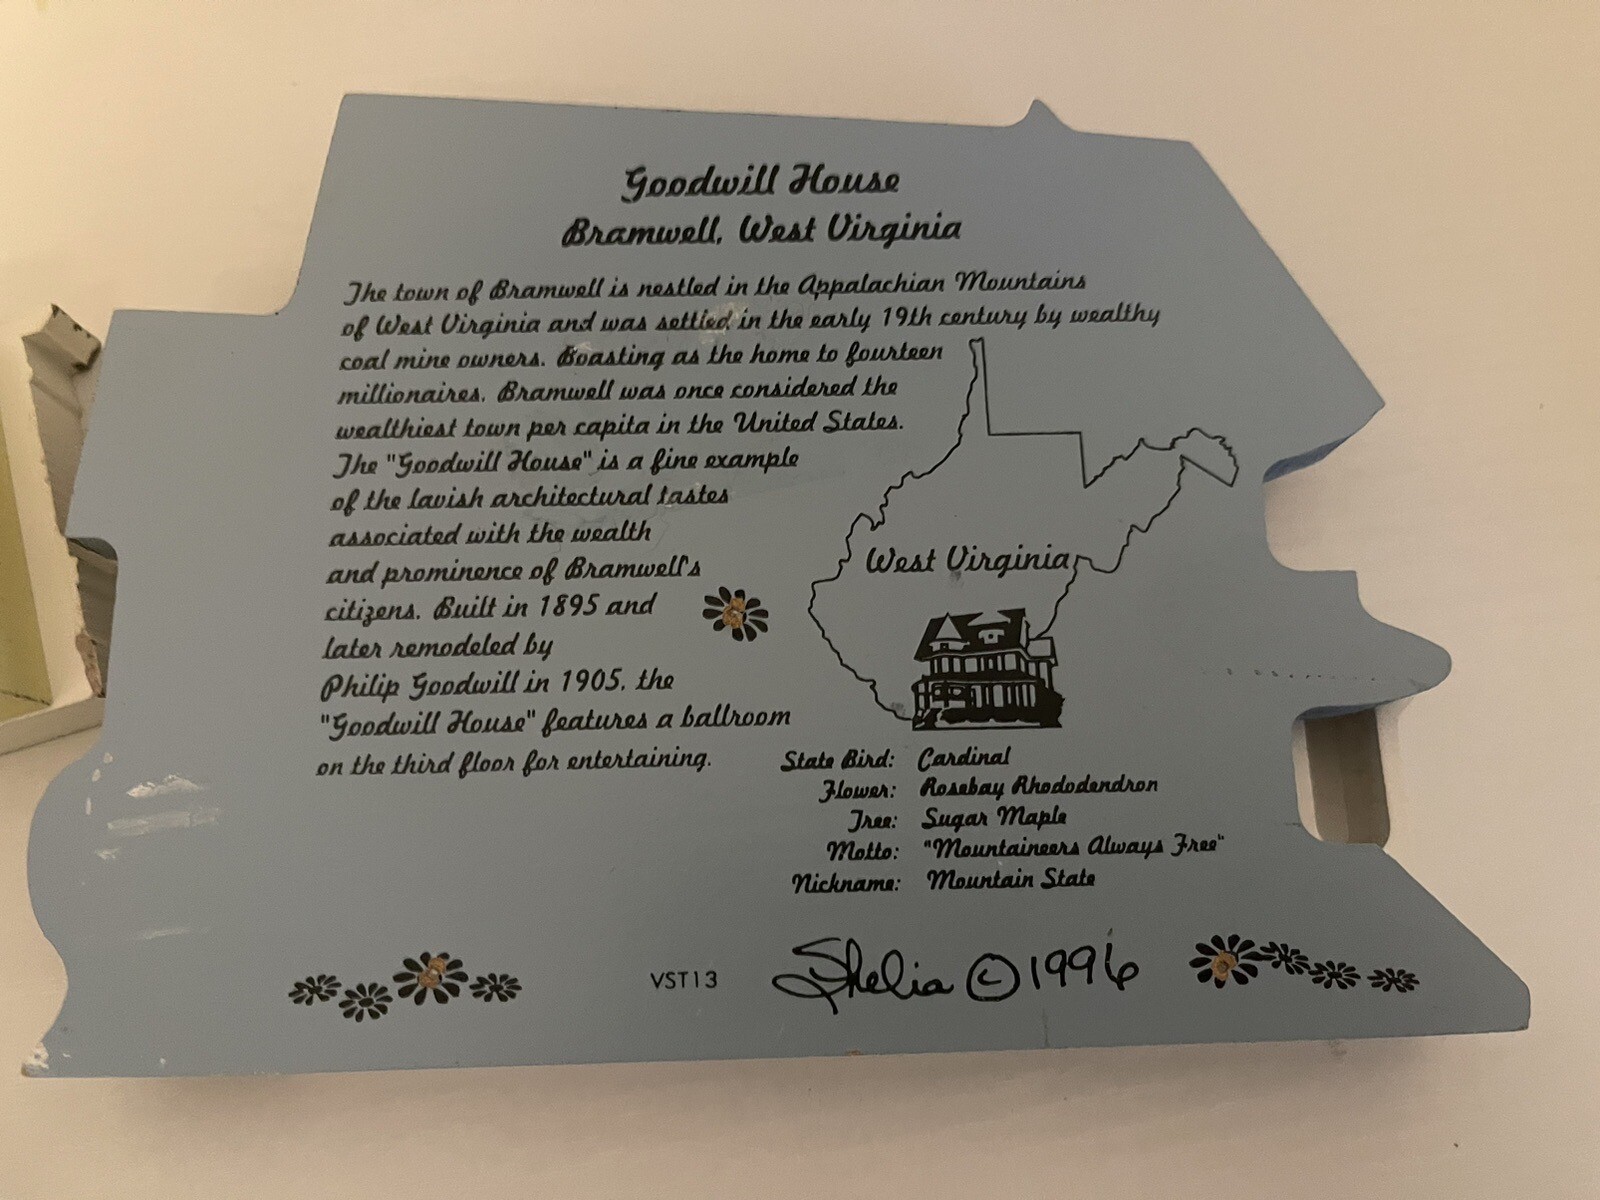 Goodwill House
Bramwell, West Virginia
The town of Bramwell is nestled in the Appalachian Mountains
of West Virginia and was settled in the early 19th century by wealthy
coal mine owners. Boasting as the home to fourteen
millionaires, Bramwell was once considered the
wealthiest town per capita in the United States.
The "Goodwill House" is a fine example
of the lavish architectural tastes
associated with the wealth
and prominence of Bramwell's
citizens. Built in 1895 and
later remodeled by
Philip Goodwill in 1905, the
"Goodwill House" features a ballroom
on the third floor for entertaining.
West Virginia
State Bird: Cardinal
Flower: Rosebay Rhododendron
Tree: Sugar Maple
Motto: "Mountaineers Always Free"
Nickname: Mountain State
VST13
Shelia © 1996